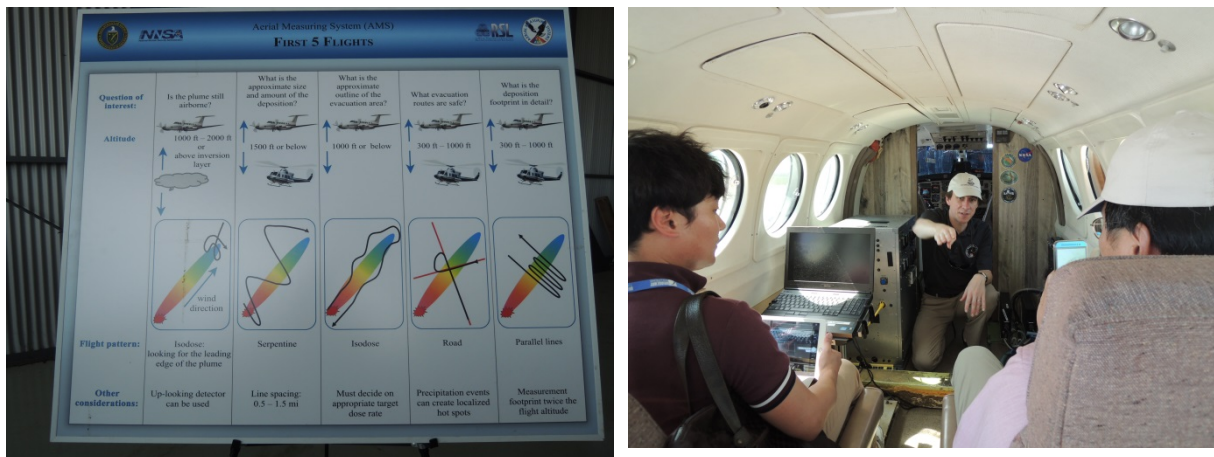 Aerial Measuring System (AMS)
NNSA
RSL
FIRST 5 FLIGHTS
Question of interest:
Is the plume still airborne?
What is the approximate size and amount of the deposition?
What is the approximate outline of the evacuation area?
What evacuation routes are safe?
What is the deposition footprint in detail?
Altitude
1000 ft – 2000 ft
or
above inversion
layer
1500 ft or below
1000 ft or below
300 ft – 1000 ft
300 ft – 1000 ft
wind
direction
Flight pattern:
Isodose:
looking for the leading
edge of the plume
Serpentine
Isodose
Road
Parallel lines
Other
considerations:
Up-looking detector
can be used
Line spacing:
0.5 – 1.5 mi
Must decide on
appropriate target
dose rate
Precipitation events
can create localized
hot spots
Measurement
footprint twice the
flight altitude
NASA